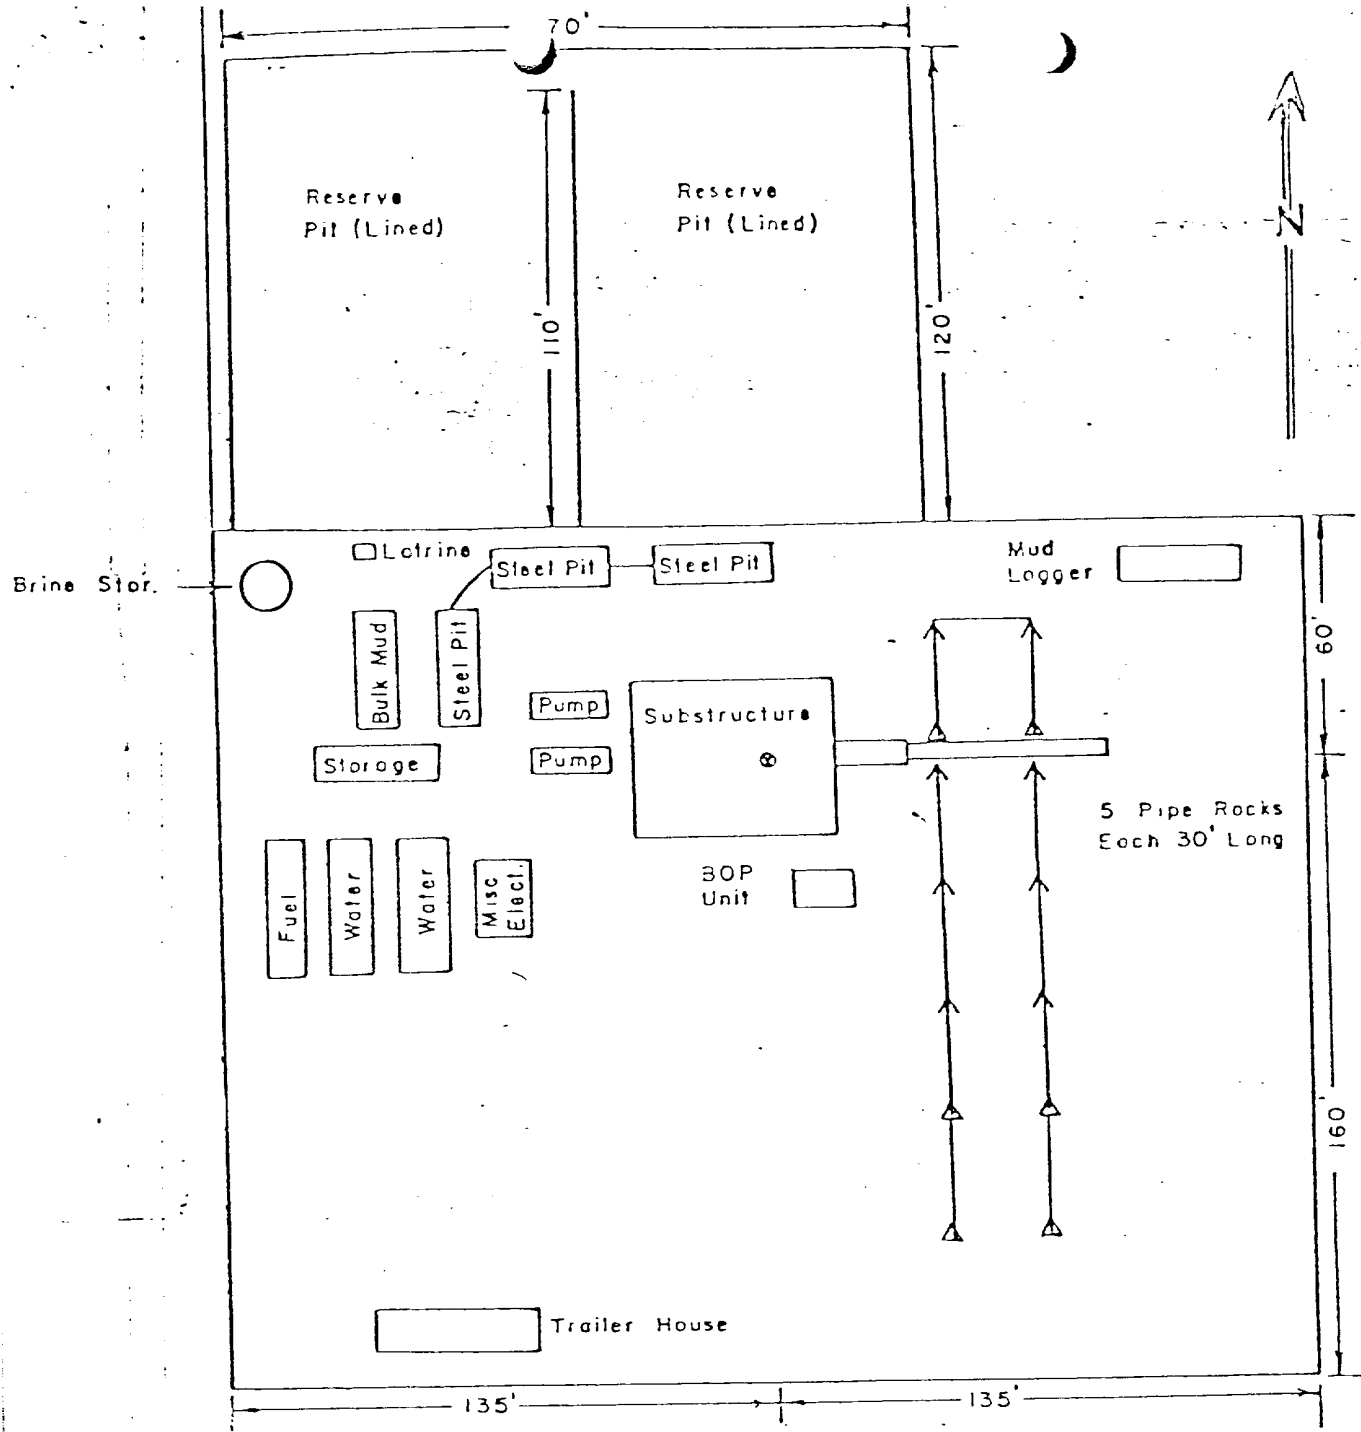 70'
Reserve
Pit (Lined)
Reserve
Pit (Lined)
110'
120'
N
Latrine
Steel Pit
Steel Pit
Mud
Logger
Brine Stor.
Bulk Mud
Steel Pit
60'
Pump
Substructure
Storage
Pump
5 Pipe Racks
Each 30' Long
Fuel
Water
Water
Misc
Elect.
BOP
Unit
160'
Trailer House
135'
135'